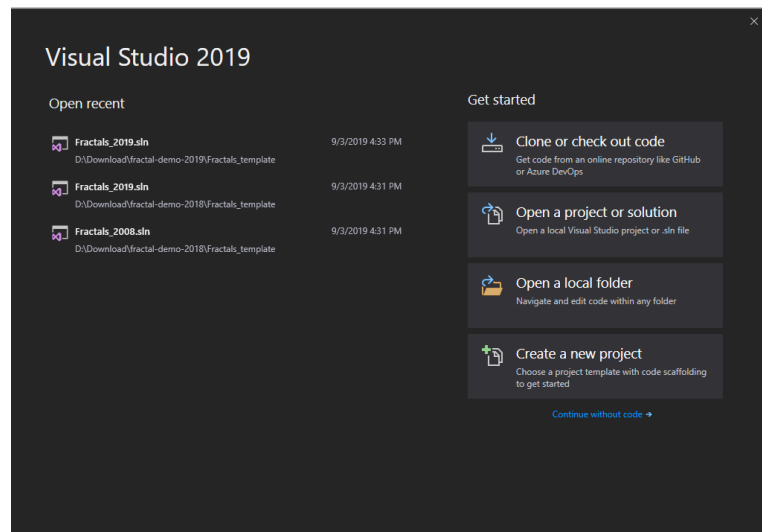 Visual Studio 2019
Open recent
Fractals_2019.sln
9/3/2019 4:33 PM
D:\Download\fractal-demo-2019\Fractals_template
Fractals_2019.sln
9/3/2019 4:31 PM
D:\Download\fractal-demo-2018\Fractals_template
Fractals_2008.sln
9/3/2019 4:31 PM
D:\Download\fractal-demo-2018\Fractals_template
Get started
Clone or check out code
Get code from an online repository like GitHub
or Azure DevOps
Open a project or solution
Open a local Visual Studio project or .sln file
Open a local folder
Navigate and edit code within any folder
Create a new project
Choose a project template with code scaffolding
to get started
Continue without code →